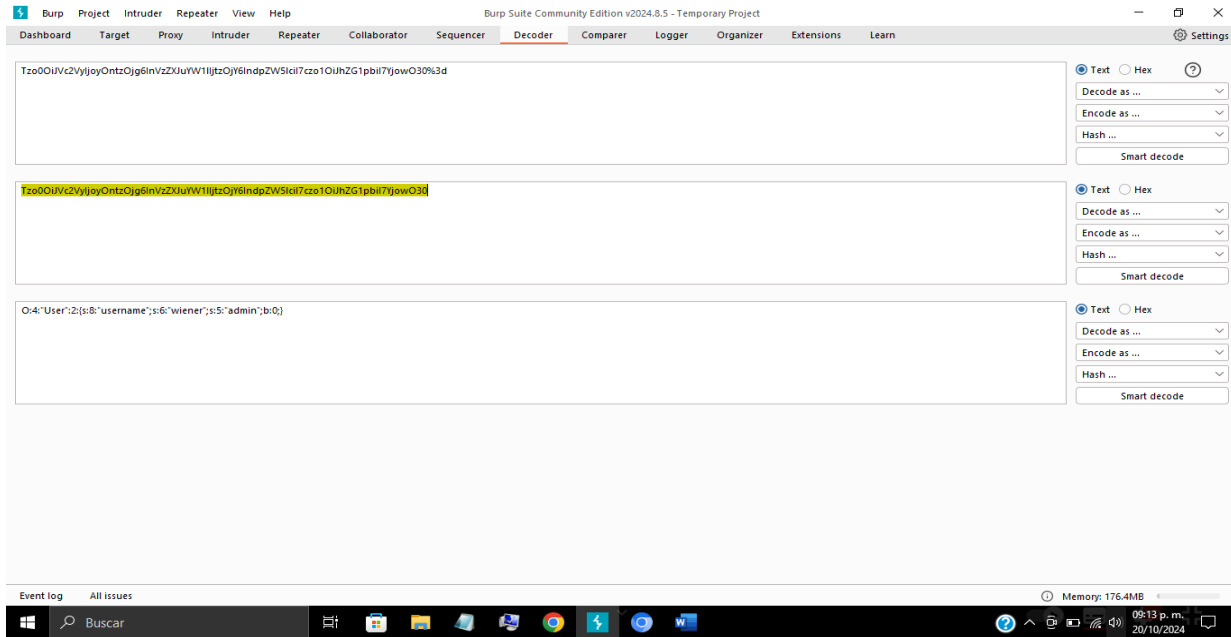 Burp Project Intruder Repeater View Help Burp Suite Community Edition v2024.8.5 - Temporary Project
Dashboard Target Proxy Intruder Repeater Collaborator Sequencer Decoder Comparer Logger Organizer Extensions Learn Settings
Tzo0OiJVc2VyIjoyOntzOjg6InVzZXJuYW1lIjtzOjY6IndpZW5lciI7czo1OiJhZG1pbiI7YjowO30%3d
Text Hex ?
Decode as ...
Encode as ...
Hash ...
Smart decode
Tzo0OiJVc2VyIjoyOntzOjg6InVzZXJuYW1lIjtzOjY6IndpZW5lciI7czo1OiJhZG1pbiI7YjowO30
Text Hex
Decode as ...
Encode as ...
Hash ...
Smart decode
O:4:"User":2:{s:8:"username";s:6:"wiener";s:5:"admin";b:0;}
Text Hex
Decode as ...
Encode as ...
Hash ...
Smart decode
Event log All issues Memory: 176.4MB
Buscar
09:13 p. m.
20/10/2024